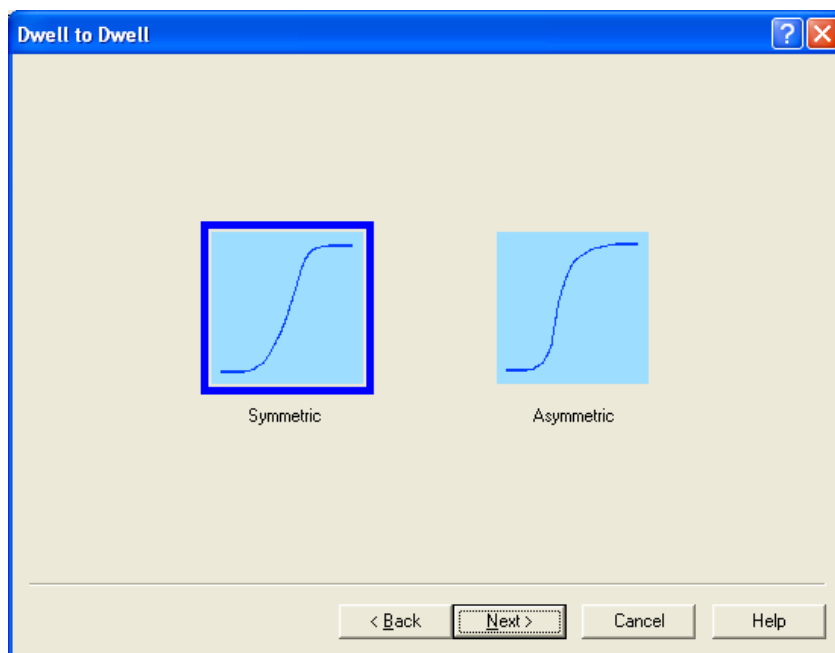 Dwell to Dwell
Symmetric
Asymmetric
< Back
Next >
Cancel
Help